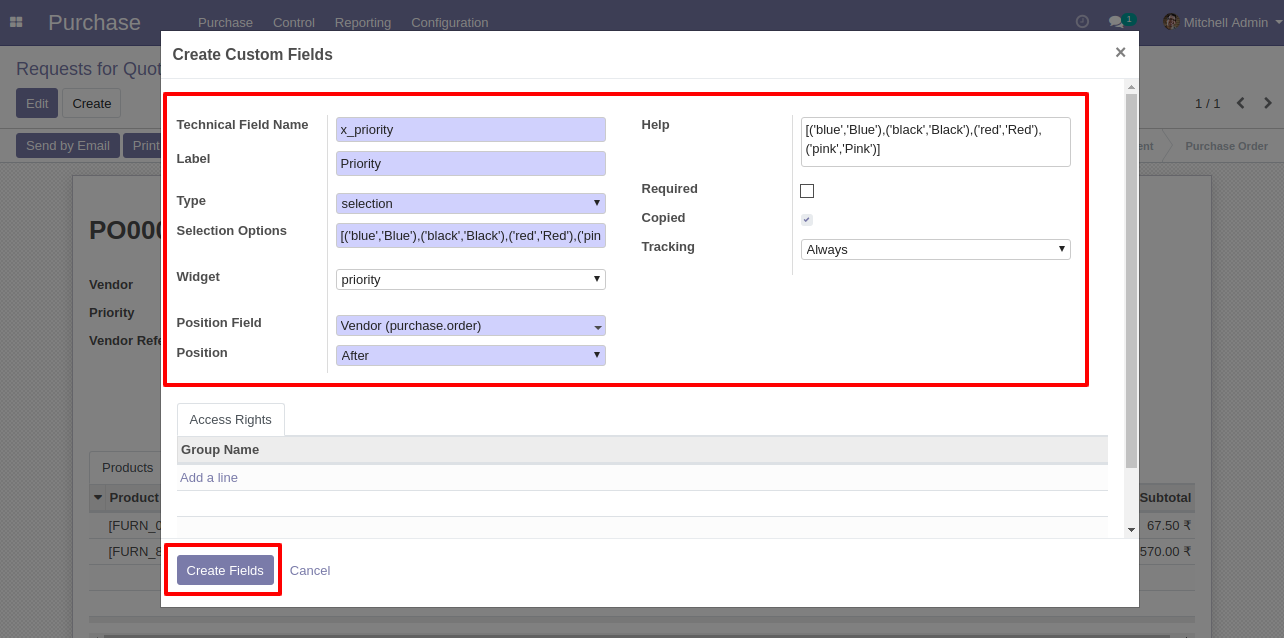 Purchase
Purchase Control Reporting Configuration
1
Mitchell Admin
Requests for Quot
Edit Create
1 / 1
Send by Email Print
Purchase Order
PO000
Vendor
Priority
Vendor Refe
Products
Product
Subtotal
[FURN_
67.50 ₹
[FURN_8
570.00 ₹
Create Custom Fields
×
Technical Field Name x_priority
Label Priority
Type selection
Selection Options [('blue','Blue'),('black','Black'),('red','Red'),('pin
Widget priority
Position Field Vendor (purchase.order)
Position After
Help [('blue','Blue'),('black','Black'),('red','Red'),
('pink','Pink')]
Required
Copied
Tracking Always
Access Rights
Group Name
Add a line
Create Fields Cancel